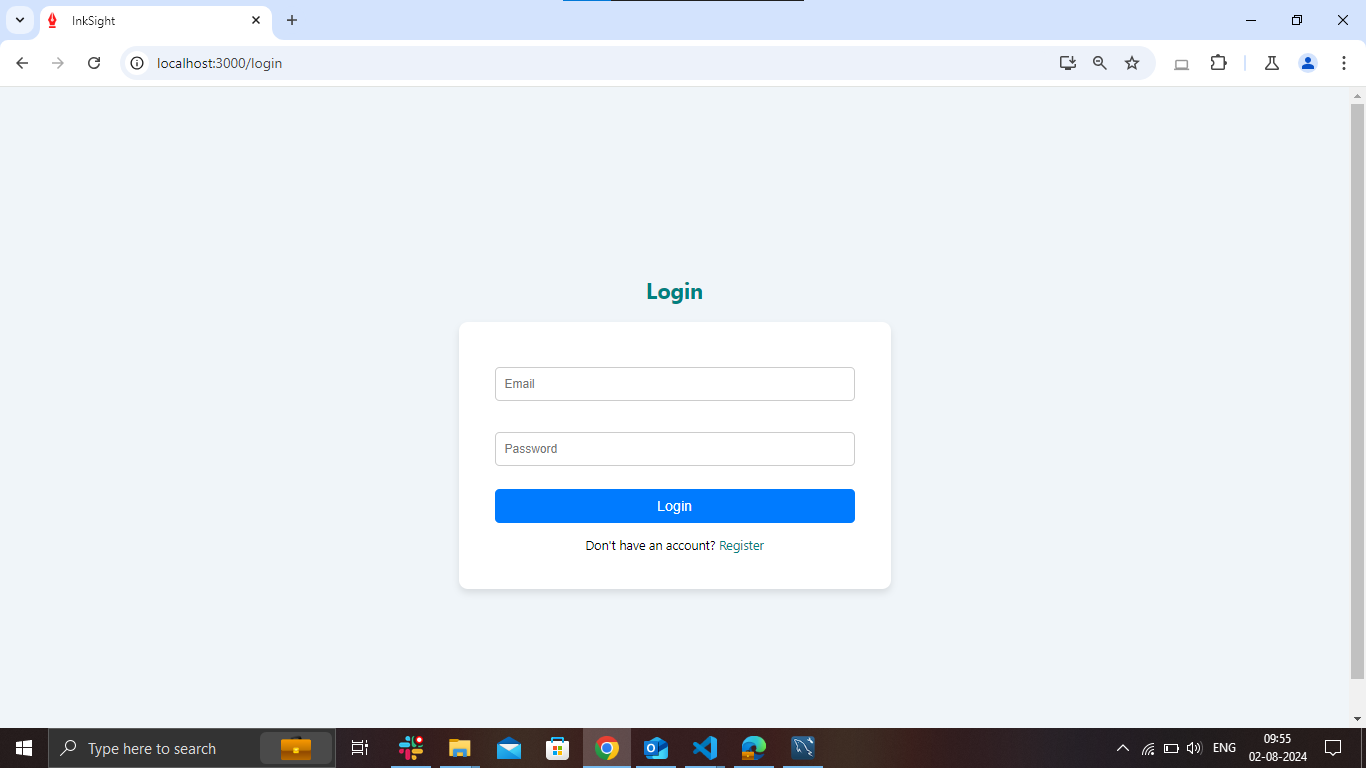 InkSight
localhost:3000/login
Login
Email
Password
Login
Don't have an account? Register
Type here to search
ENG
09:55
02-08-2024